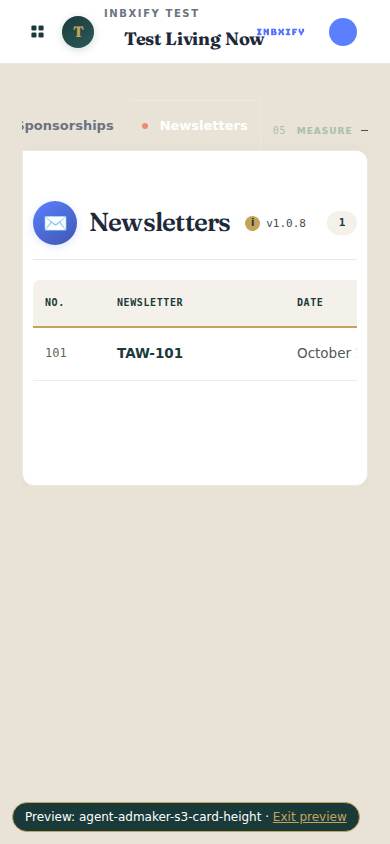 INBXIFY TEST
T
Test Living Now
INBXIFY
Sponsorships
Newsletters
05 MEASURE
Newsletters
i
v1.0.8
1
NO. NEWSLETTER DATE
101 TAW-101 October
Preview: agent-admaker-s3-card-height · Exit preview